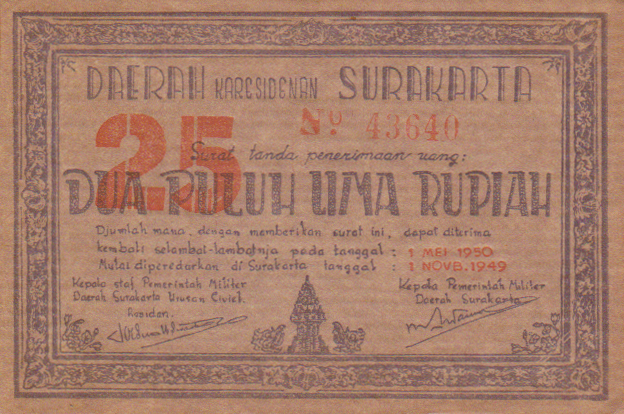 DAERAH KARESIDENAN SURAKARTA
No 43640
25
Surat tanda penerimaan uang:
DUA PULUH LIMA RUPIAH
Djumlah mana, dengan memberikan surat ini, dapat diterima
kembali selambat-lambatnja pada tanggal : 1 MEI 1950
Mulai diperedarkan di Surakarta tanggal : 1 NOVB. 1949
Kepala staf Pemerintah Militer
Daerah Surakarta Urusan Civiel.
Residen.
Kepala Pemerintah Militer
Daerah Surakarta